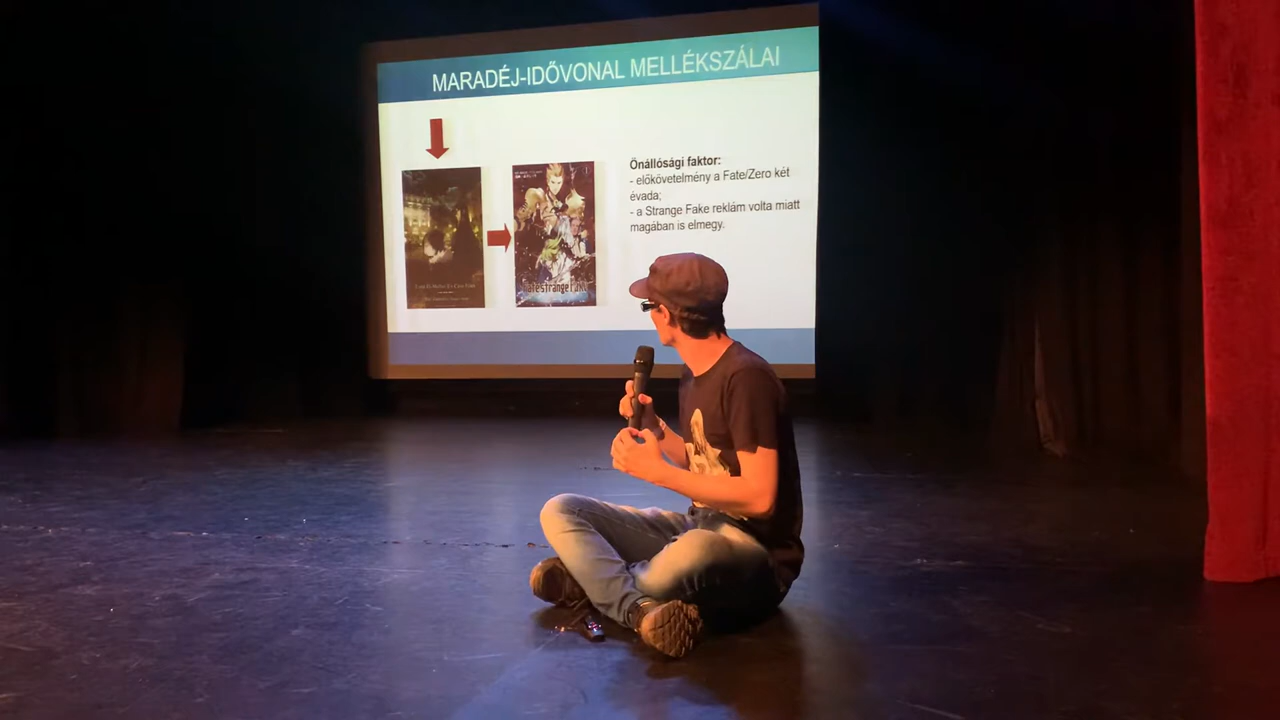 MARADÉJ-IDŐVONAL MELLÉKSZÁLAI
Önállósági faktor:
- előkövetelmény a Fate/Zero két
évada;
- a Strange Fake reklám volta miatt
magában is elmegy.
Fate strange Fake